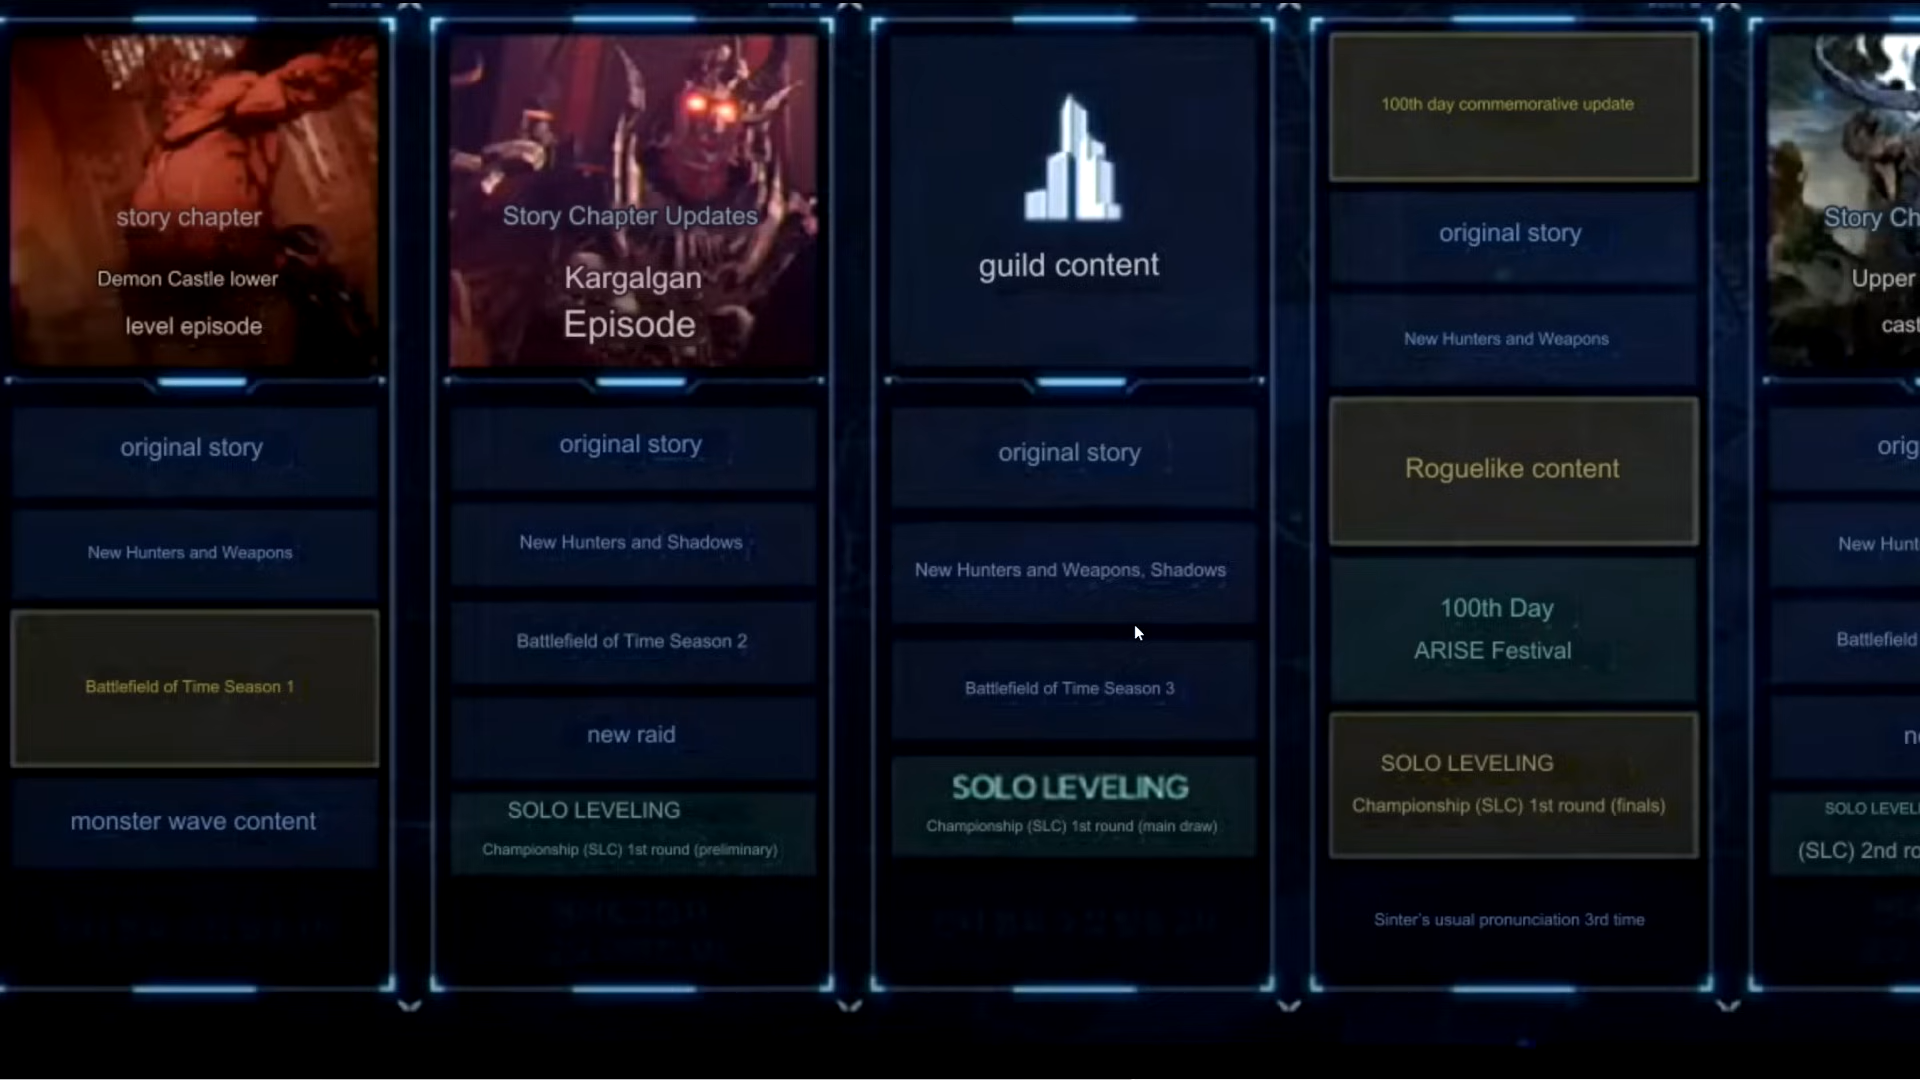 story chapter
Demon Castle lower
level episode
original story
New Hunters and Weapons
Battlefield of Time Season 1
monster wave content
Story Chapter Updates
Kargalgan
Episode
original story
New Hunters and Shadows
Battlefield of Time Season 2
new raid
SOLO LEVELING
Championship (SLC) 1st round (preliminary)
guild content
original story
New Hunters and Weapons, Shadows
Battlefield of Time Season 3
SOLO LEVELING
Championship (SLC) 1st round (main draw)
100th day commemorative update
original story
New Hunters and Weapons
Roguelike content
100th Day
ARISE Festival
SOLO LEVELING
Championship (SLC) 1st round (finals)
Sinter's usual pronunciation 3rd time
Story Ch
Upper
cast
orig
New Hunt
Battlefield
n
SOLO LEVEL
(SLC) 2nd ro